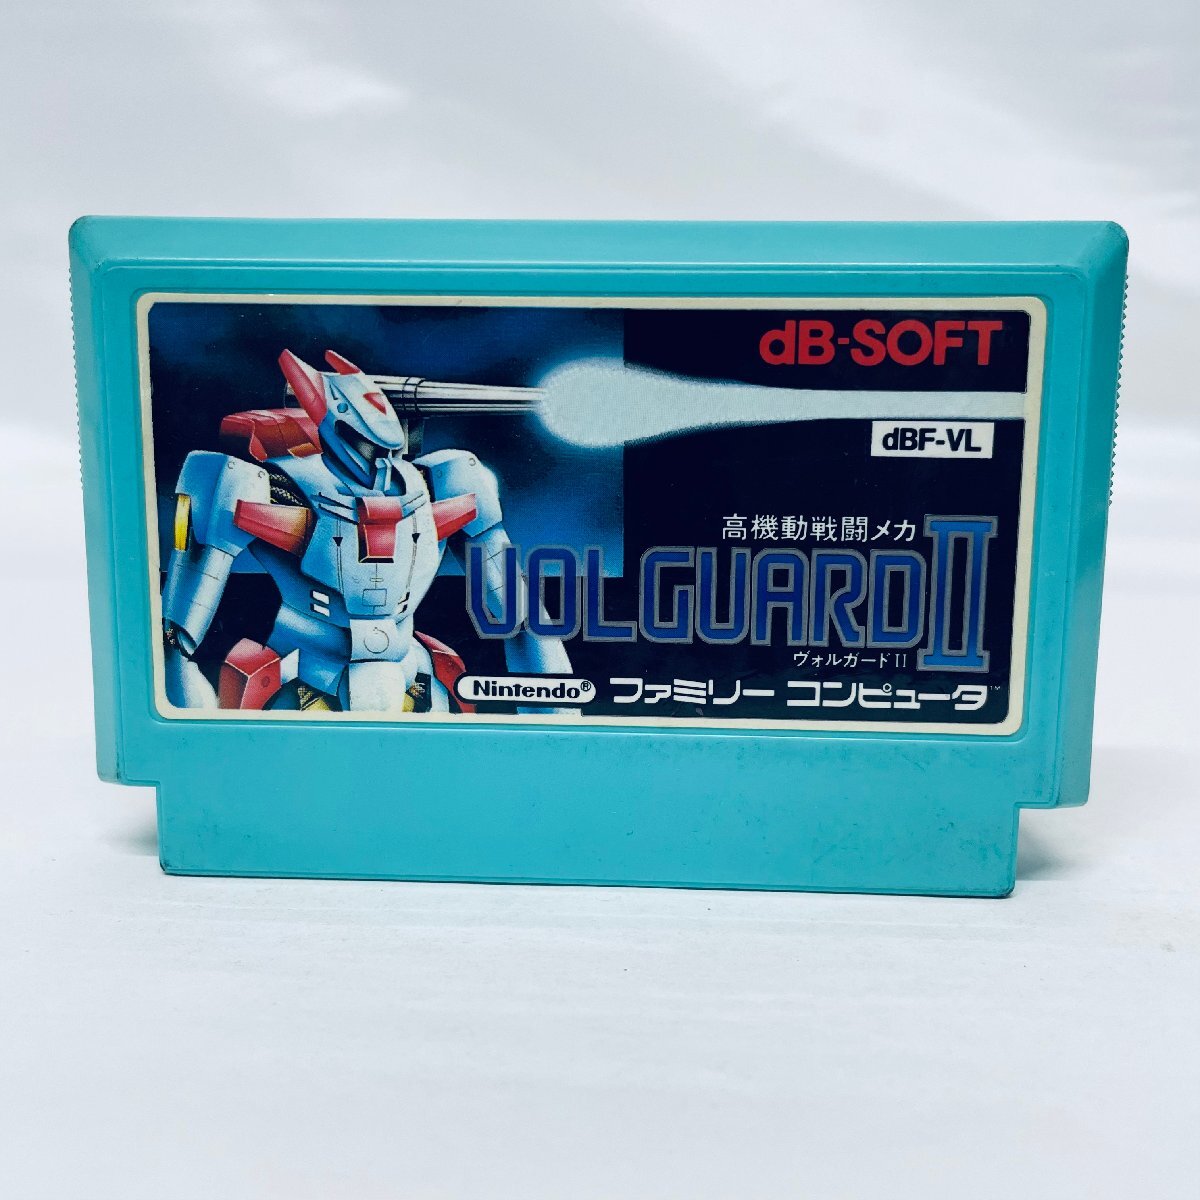 dB-SOFT
dBF-VL
高機動戦闘メカ
VOLGUARD II
ヴォルガードII
Nintendo® ファミリー コンピュータ™